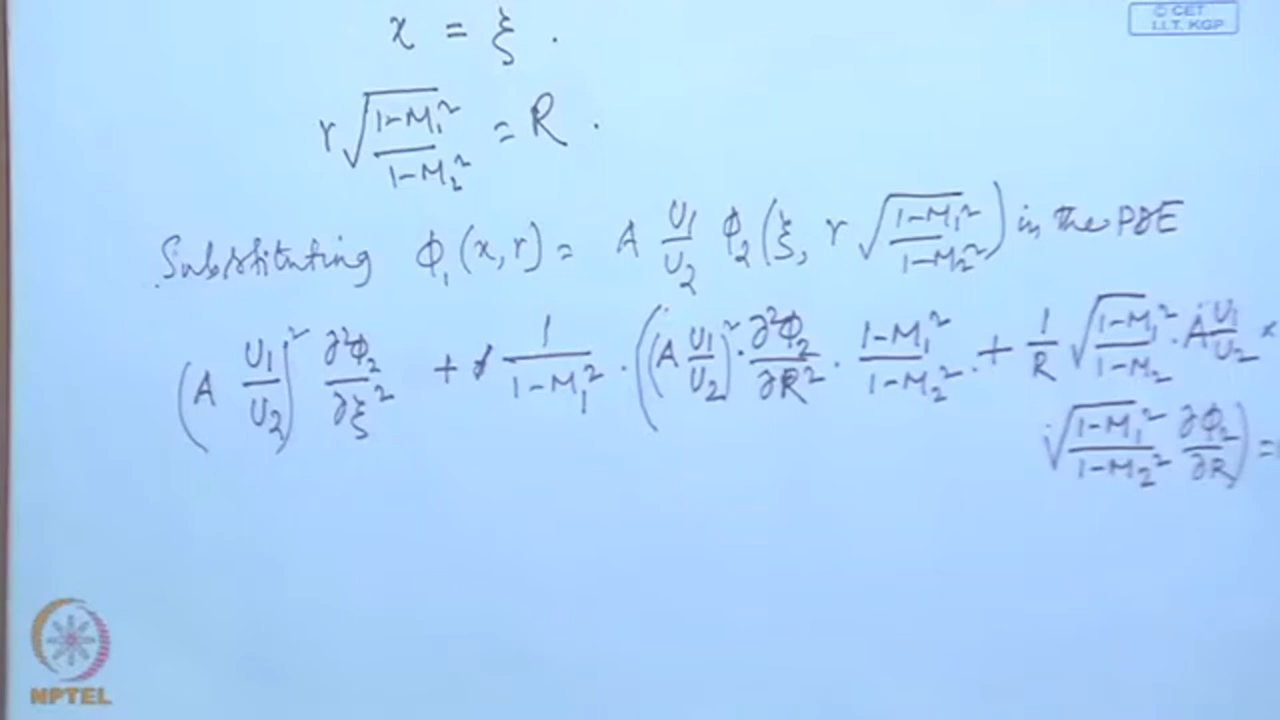 © CET
I.I.T. KGP
x = ξ .
r √((1-M₁²)/(1-M₂²)) = R .
Substituting ϕ₁(x,r) = A U₁/U₂ ϕ₂(ξ, r √((1-M₁²)/(1-M₂²))) in the PDE
(A U₁/U₂)² ∂²ϕ₂/∂ξ² + 1/(1-M₁²) . ((A U₁/U₂)² . ∂²ϕ₂/∂R² . (1-M₁²)/(1-M₂²) . + 1/R √((1-M₁²)/(1-M₂)) . A U₁/U₂ ×
√((1-M₁²)/(1-M₂²)) ∂ϕ₂/∂R) =
NPTEL